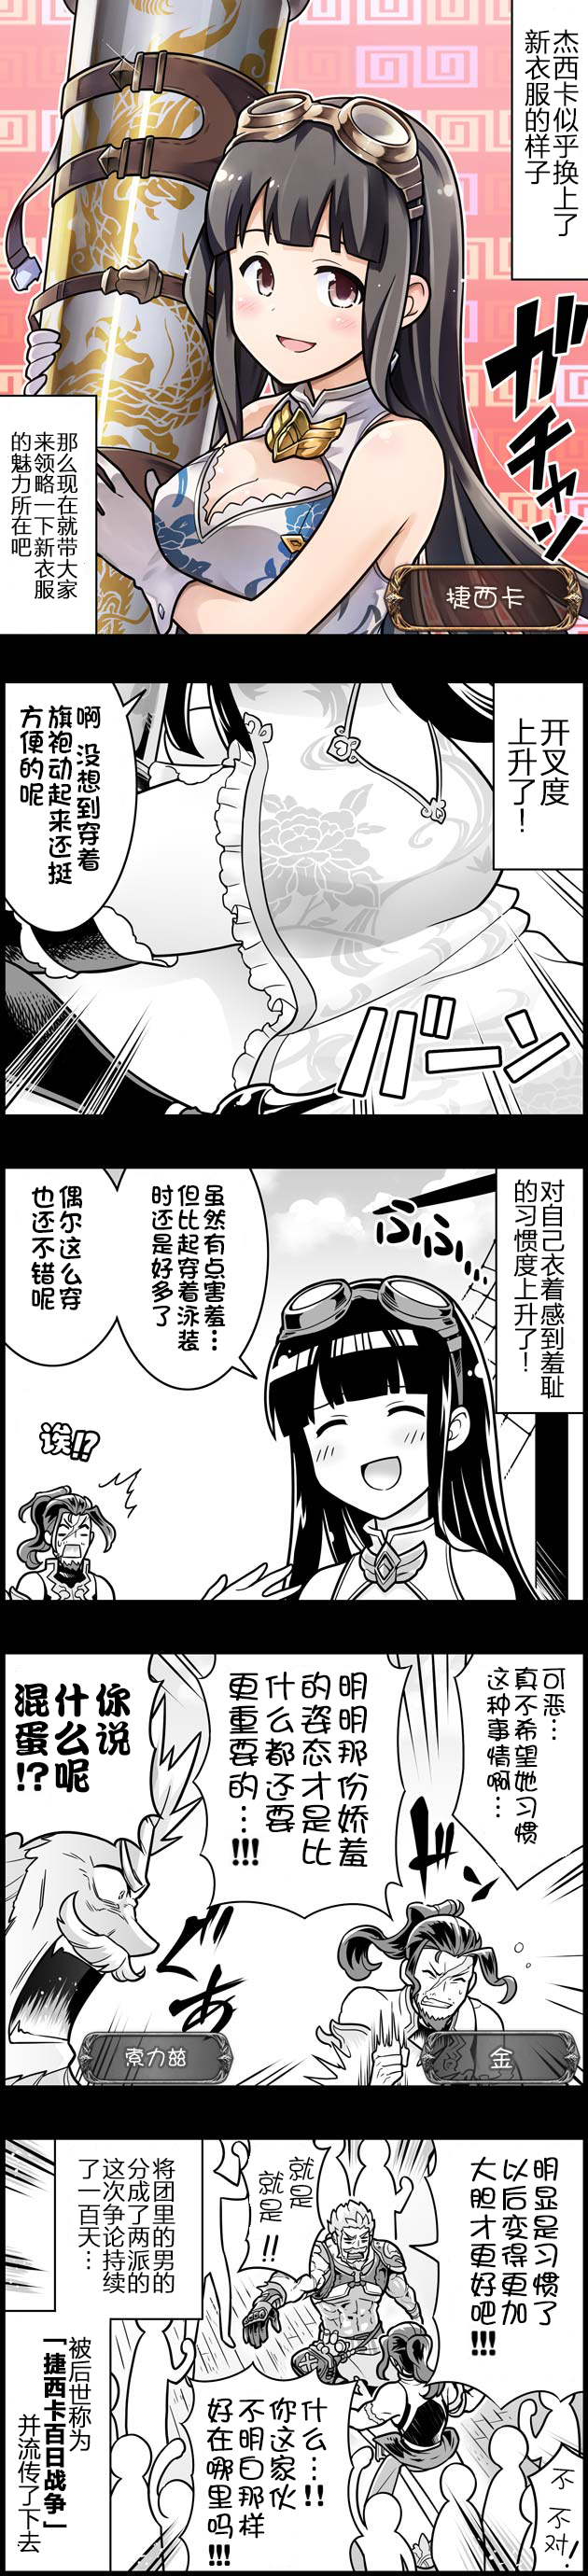 杰西卡似乎换上了
新衣服的样子
ガチャン
那么现在就带大家
来领略一下新衣服
的魅力所在吧
捷西卡
开叉度
上升了!
啊 没想到穿着
旗袍动起来还挺
方便的呢
バーン
对自己衣着感到羞耻
的习惯度上升了!
ふふ…
虽然有点害羞…
但比起穿着泳装
时还是好多了
偶尔这么穿
也还不错呢
诶!?
可恶…
真不希望她习惯
这种事情啊…
明明那份娇羞
的姿态才是比
什么都还要
更重要的…!!!
你说
什么呢
混蛋!?
金
索力兹
明显是习惯了
以后变得更加
大胆才更好吧!!!
就是
就是!!
不 不对!
什么…!!
你这家伙
不明白那样
好在哪里吗!!!
将团里的男的
分成了两派的
这次争论持续
了一百天…
被后世称为
「捷西卡百日战争」
并流传了下去